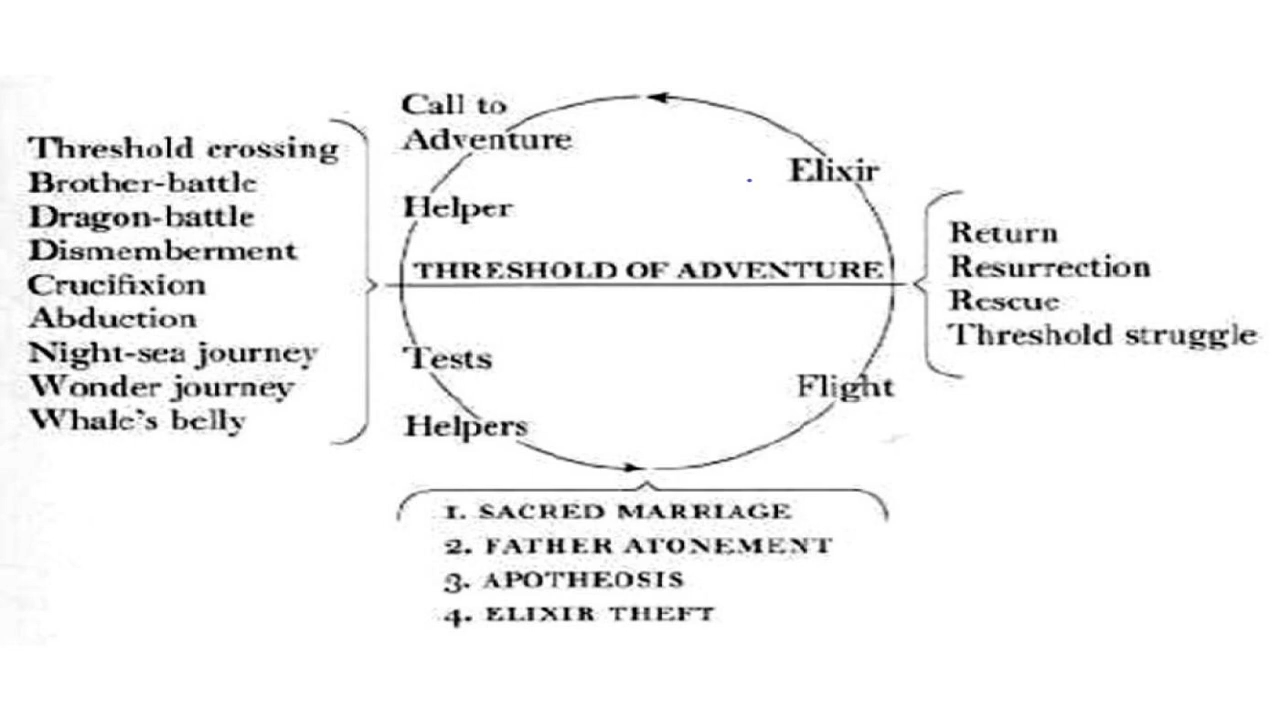 Call to
Adventure
Helper
Threshold crossing
Brother-battle
Dragon-battle
Dismemberment
Crucifixion
Abduction
Night-sea journey
Wonder journey
Whale's belly
THRESHOLD OF ADVENTURE
Tests
Helpers
Elixir
Flight
Return
Resurrection
Rescue
Threshold struggle
1. SACRED MARRIAGE
2. FATHER ATONEMENT
3. APOTHEOSIS
4. ELIXIR THEFT